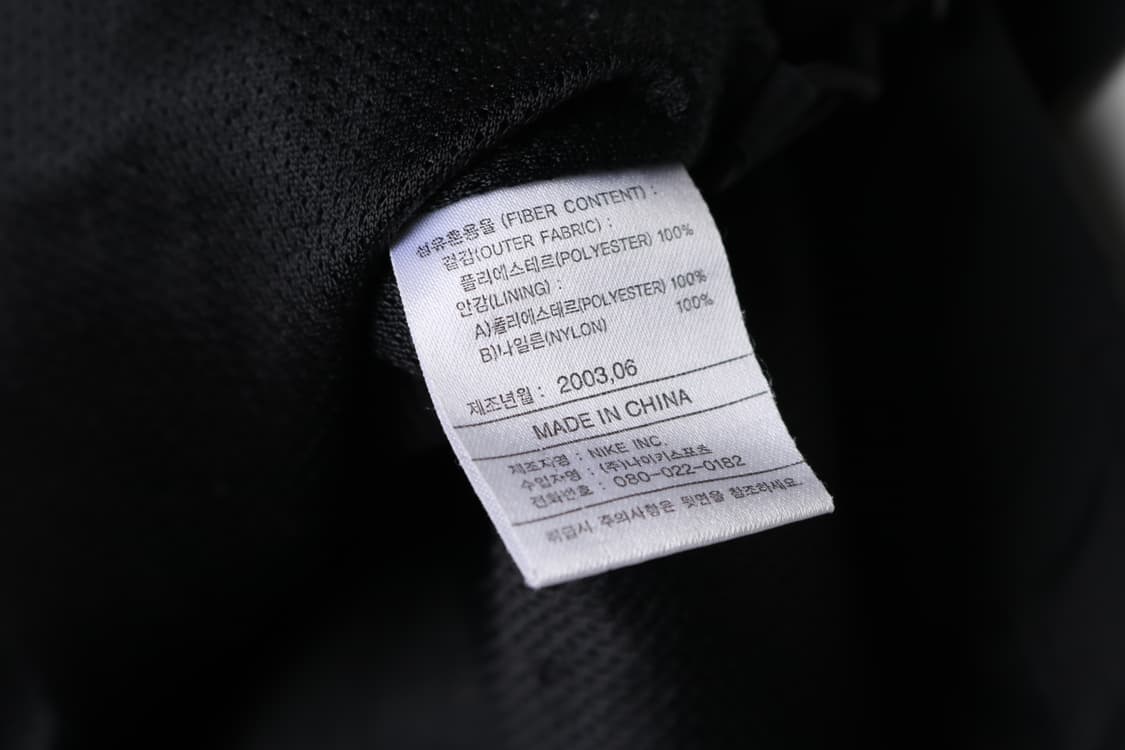 섬유혼용율 (FIBER CONTENT) :
겉감(OUTER FABRIC) :
폴리에스테르(POLYESTER) 100%
안감(LINING) :
A)폴리에스테르(POLYESTER) 100%
B)나일론(NYLON) 100%
제조년월 : 2003,06
MADE IN CHINA
제조자명 : NIKE INC.
수입자명 : (주)나이키스포츠
전화번호 : 080-022-0182
취급시 주의사항은 뒷면을 참조하세요.